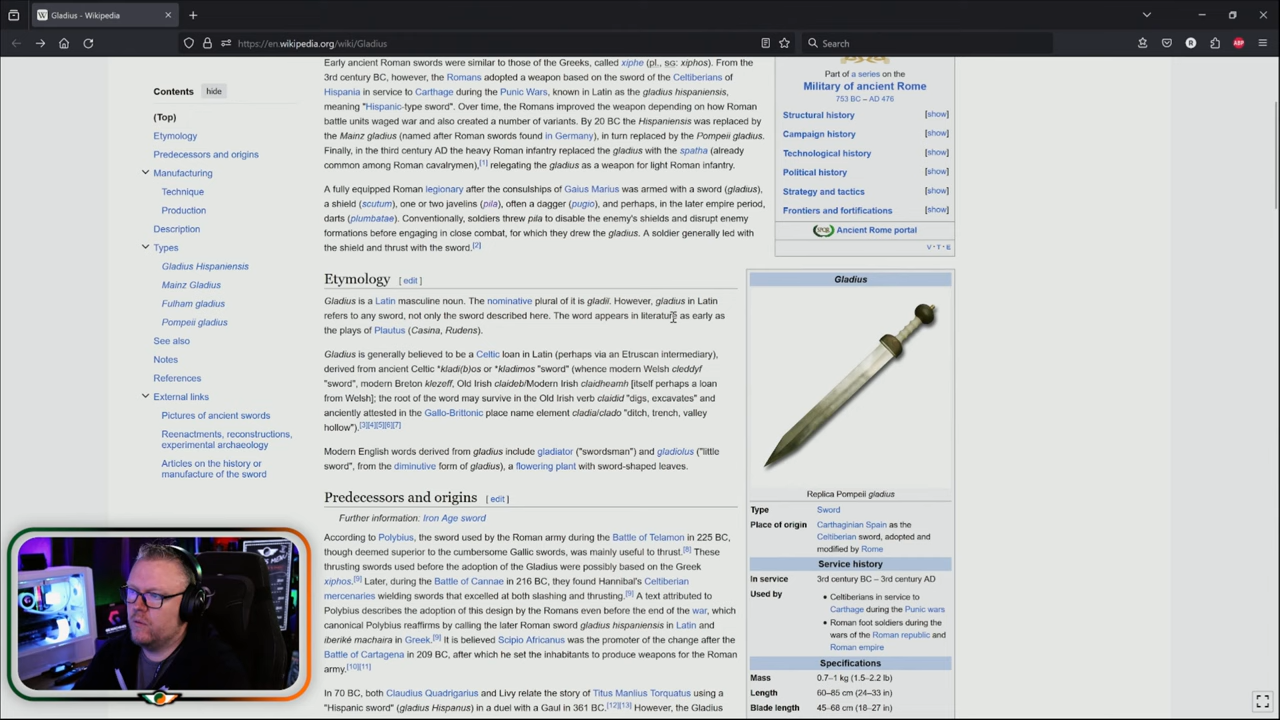 Gladius - Wikipedia
https://en.wikipedia.org/wiki/Gladius
Search
Contents
hide
(Top)
Etymology
Predecessors and origins
Manufacturing
Technique
Production
Description
Types
Gladius Hispaniensis
Mainz Gladius
Fulham gladius
Pompeii gladius
See also
Notes
References
External links
Pictures of ancient swords
Reenactments, reconstructions,
experimental archaeology
Articles on the history or
manufacture of the sword
Early ancient Roman swords were similar to those of the Greeks, called xiphe (pl., sg: xiphos). From the
3rd century BC, however, the Romans adopted a weapon based on the sword of the Celtiberians of
Hispania in service to Carthage during the Punic Wars, known in Latin as the gladius hispaniensis,
meaning "Hispanic-type sword". Over time, the Romans improved the weapon depending on how Roman
battle units waged war and also created a number of variants. By 20 BC the Hispaniensis was replaced by
the Mainz gladius (named after Roman swords found in Germany), in turn replaced by the Pompeii gladius.
Finally, in the third century AD the heavy Roman infantry replaced the gladius with the spatha (already
common among Roman cavalrymen),[1] relegating the gladius as a weapon for light Roman infantry.
A fully equipped Roman legionary after the consulships of Gaius Marius was armed with a sword (gladius),
a shield (scutum), one or two javelins (pila), often a dagger (pugio), and perhaps, in the later empire period,
darts (plumbatae). Conventionally, soldiers threw pila to disable the enemy's shields and disrupt enemy
formations before engaging in close combat, for which they drew the gladius. A soldier generally led with
the shield and thrust with the sword.[2]
Etymology [ edit ]
Gladius is a Latin masculine noun. The nominative plural of it is gladiī. However, gladius in Latin
refers to any sword, not only the sword described here. The word appears in literature as early as
the plays of Plautus (Casina, Rudens).
Gladius is generally believed to be a Celtic loan in Latin (perhaps via an Etruscan intermediary),
derived from ancient Celtic *kladi(b)os or *kladimos "sword" (whence modern Welsh cleddyf
"sword", modern Breton klezeff, Old Irish claideb/Modern Irish claidheamh [itself perhaps a loan
from Welsh]; the root of the word may survive in the Old Irish verb claidid "digs, excavates" and
anciently attested in the Gallo-Brittonic place name element cladia/clado "ditch, trench, valley
hollow").[3][4][5][6][7]
Modern English words derived from gladius include gladiator ("swordsman") and gladiolus ("little
sword", from the diminutive form of gladius), a flowering plant with sword-shaped leaves.
Predecessors and origins [ edit ]
Further information: Iron Age sword
According to Polybius, the sword used by the Roman army during the Battle of Telamon in 225 BC,
though deemed superior to the cumbersome Gallic swords, was mainly useful to thrust.[8] These
thrusting swords used before the adoption of the Gladius were possibly based on the Greek
xiphos.[9] Later, during the Battle of Cannae in 216 BC, they found Hannibal's Celtiberian
mercenaries wielding swords that excelled at both slashing and thrusting.[9] A text attributed to
Polybius describes the adoption of this design by the Romans even before the end of the war, which
canonical Polybius reaffirms by calling the later Roman sword gladius hispaniensis in Latin and
iberiké machaira in Greek.[9] It is believed Scipio Africanus was the promoter of the change after the
Battle of Cartagena in 209 BC, after which he set the inhabitants to produce weapons for the Roman
army.[10][11]
In 70 BC, both Claudius Quadrigarius and Livy relate the story of Titus Manlius Torquatus using a
"Hispanic sword" (gladius Hispanus) in a duel with a Gaul in 361 BC.[12][13] However, the Gladius
Part of a series on the
Military of ancient Rome
753 BC – AD 476
Structural history [show]
Campaign history [show]
Technological history [show]
Political history [show]
Strategy and tactics [show]
Frontiers and fortifications [show]
Ancient Rome portal
V · T · E
Gladius
Replica Pompeii gladius
Type Sword
Place of origin Carthaginian Spain as the
Celtiberian sword, adopted and
modified by Rome
Service history
In service 3rd century BC – 3rd century AD
Used by • Celtiberians in service to
Carthage during the Punic wars
• Roman foot soldiers during the
wars of the Roman republic and
Roman empire
Specifications
Mass 0.7–1 kg (1.5–2.2 lb)
Length 60–85 cm (24–33 in)
Blade length 45–68 cm (18–27 in)